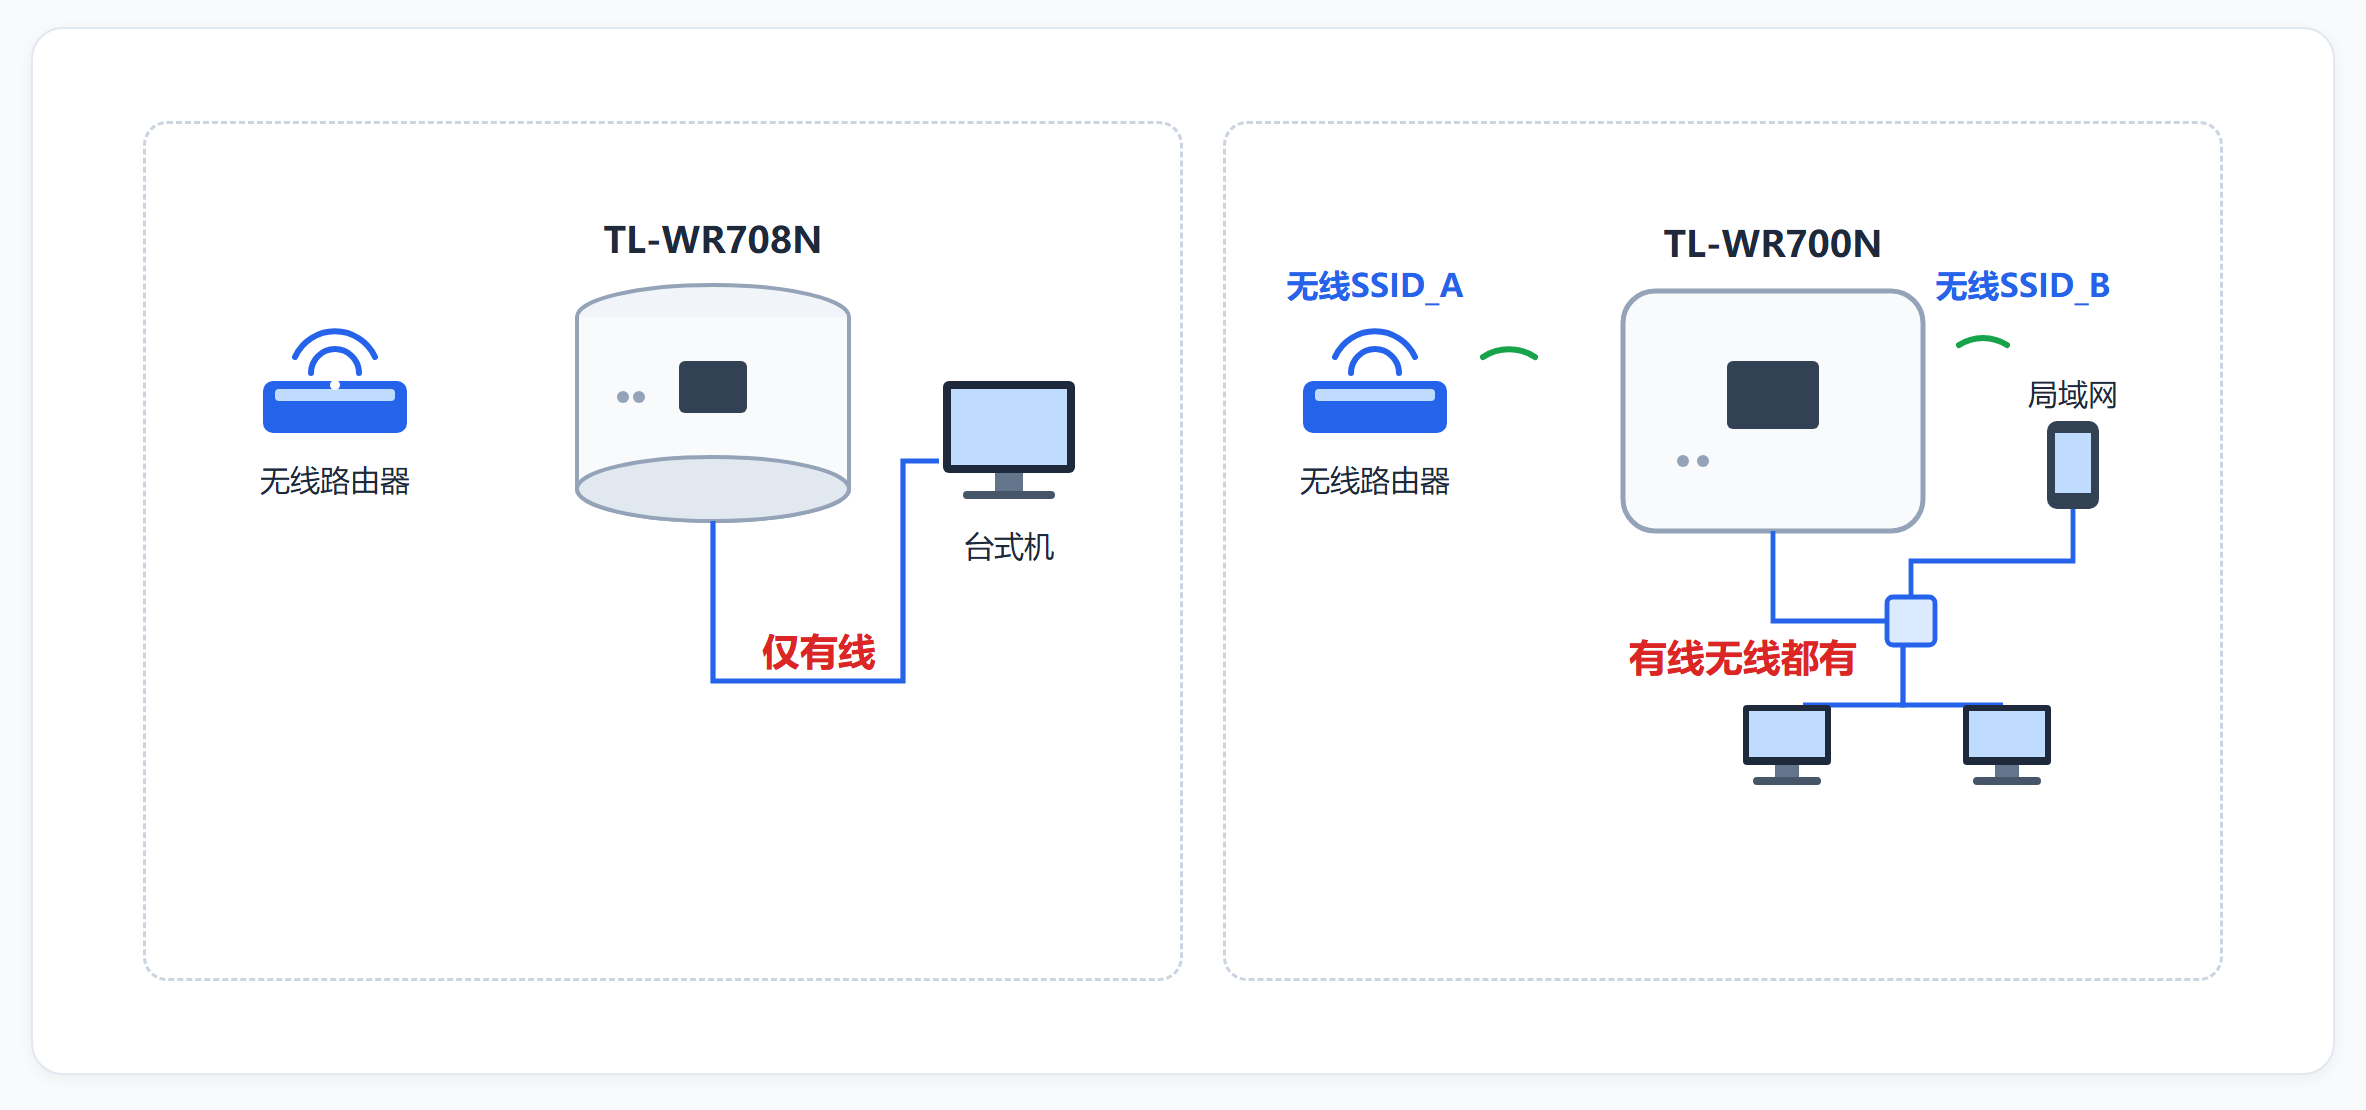 TL-WR708N
无线路由器
台式机
仅有线
TL-WR700N
无线SSID_A
无线SSID_B
无线路由器
局域网
有线无线都有